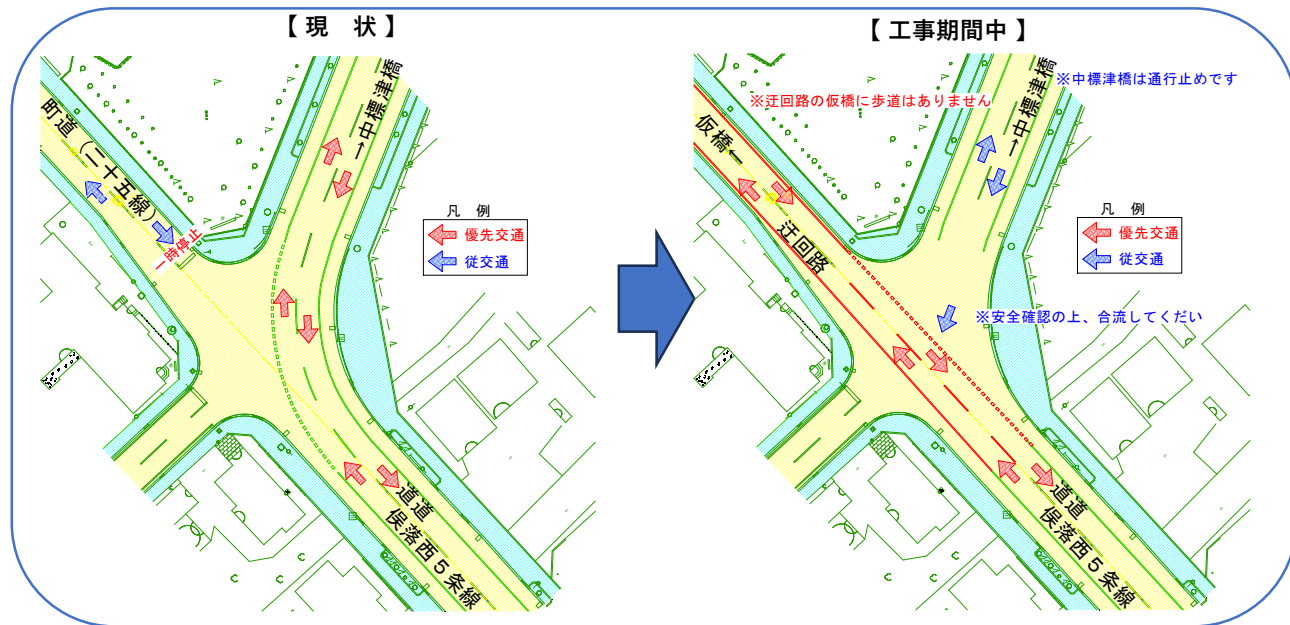 【 現　状 】
町道（二十五線）
一時停止
→中標津橋
凡　例
優先交通
従交通
道道
俣落西５条線
【 工事期間中 】
※中標津橋は通行止めです
※迂回路の仮橋に歩道はありません
仮橋←
迂回路
→中標津橋
凡　例
優先交通
従交通
※安全確認の上、合流してくだい
道道
俣落西５条線